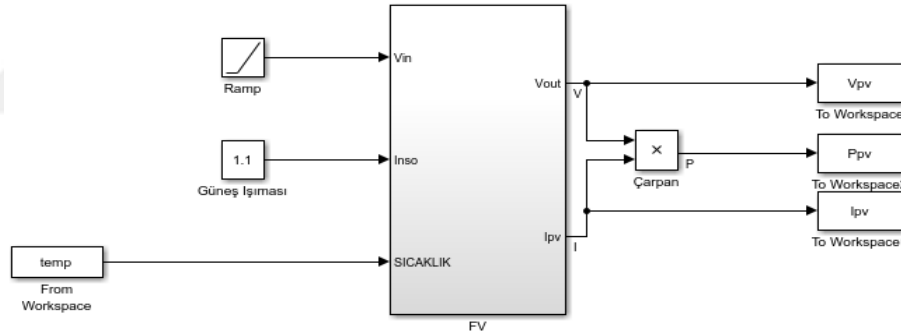 Ramp
1.1
Güneş Işıması
temp
From
Workspace
Vin
Inso
SICAKLIK
Vout
Ipv
FV
V
I
×
Çarpan
P
Vpv
To Workspace
Ppv
To Workspace
Ipv
To Workspace